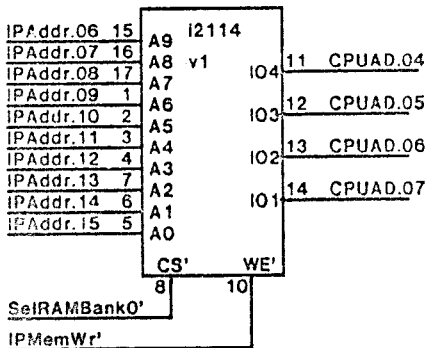 i2114
v1
IPAddr.06 15 A9
IPAddr.07 16 A8
IPAddr.08 17 A7
IPAddr.09 1 A6
IPAddr.10 2 A5
IPAddr.11 3 A4
IPAddr.12 4 A3
IPAddr.13 7 A2
IPAddr.14 6 A1
IPAddr.15 5 A0
IO4 11 CPUAD.04
IO3 12 CPUAD.05
IO2 13 CPUAD.06
IO1 14 CPUAD.07
CS' WE'
8 10
SelRAMBank0'
IPMemWr'